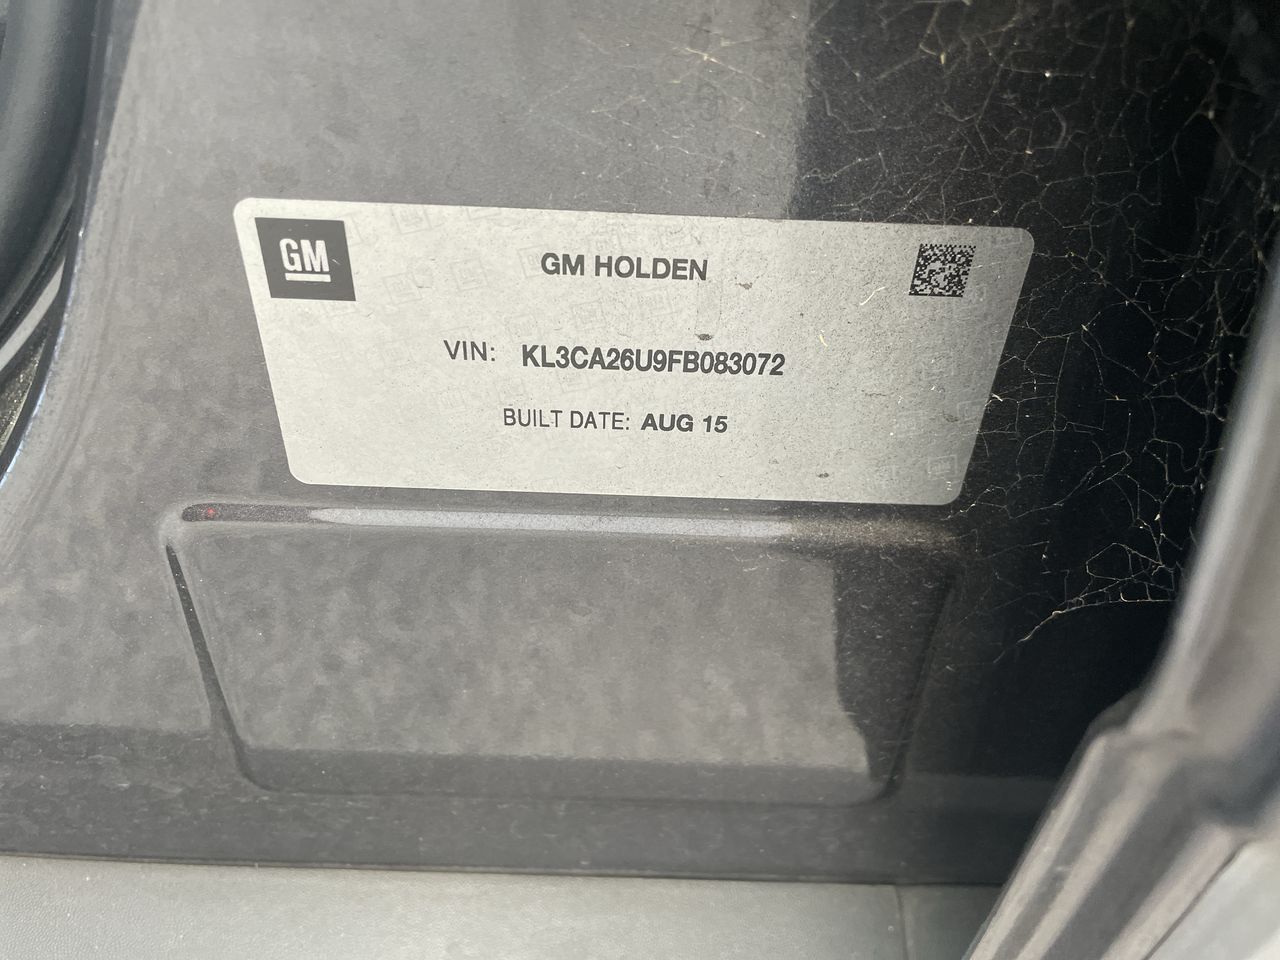 GM
GM HOLDEN
VIN: KL3CA26U9FB083072
BUILT DATE: AUG 15